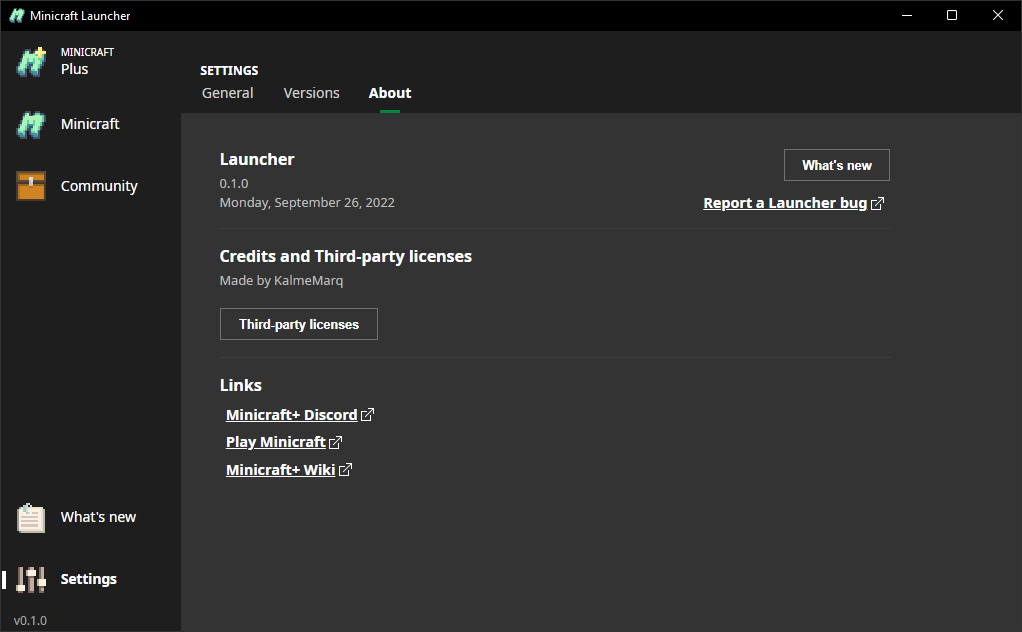 Minicraft Launcher
MINICRAFT
Plus
Minicraft
Community
What's new
Settings
v0.1.0
SETTINGS
General Versions About
Launcher
0.1.0
Monday, September 26, 2022
What's new
Report a Launcher bug
Credits and Third-party licenses
Made by KalmeMarq
Third-party licenses
Links
Minicraft+ Discord
Play Minicraft
Minicraft+ Wiki